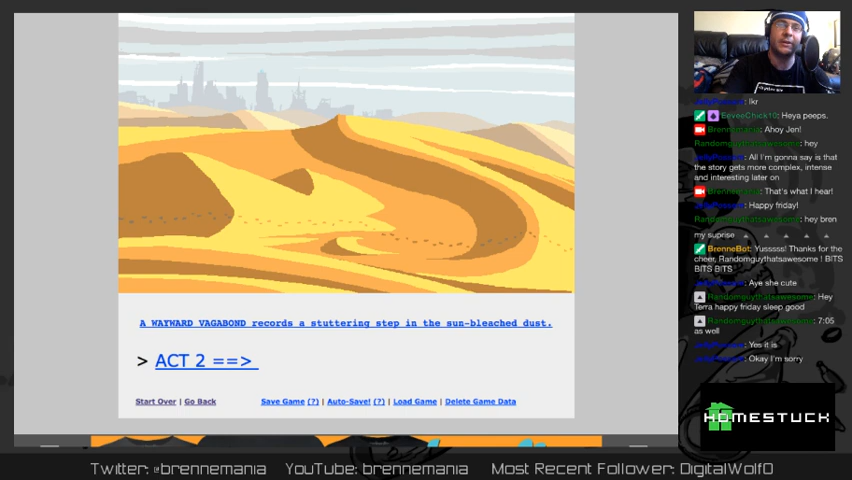 A WAYWARD VAGABOND records a stuttering step in the sun-bleached dust.
> ACT 2 ==>
Start Over | Go Back
Save Game (?) | Auto-Save! (?) | Load Game | Delete Game Data
: Ikr
EeveeChick10: Heya peeps.
Brennemania: Ahoy Jen!
Randomguythatsawesome: hey
: All I'm gonna say is that
the story gets more complex, intense
and interesting later on
Brennemania: That's what I hear!
: Happy friday!
Randomguythatsawesome: hey bren
my suprise
BrenneBot: Yusssss! Thanks for the
cheer, Randomguythatsawesome ! BITS
BITS BITS
: Aye she cute
Randomguythatsawesome: Hey
Terra happy friday sleep good
Randomguythatsawesome: 7:05
as well
: Yes it is
: Okay I'm sorry
HOMESTUCK
Twitter: @brennemania YouTube: brennemania Most Recent Follower: DigitalWolf0